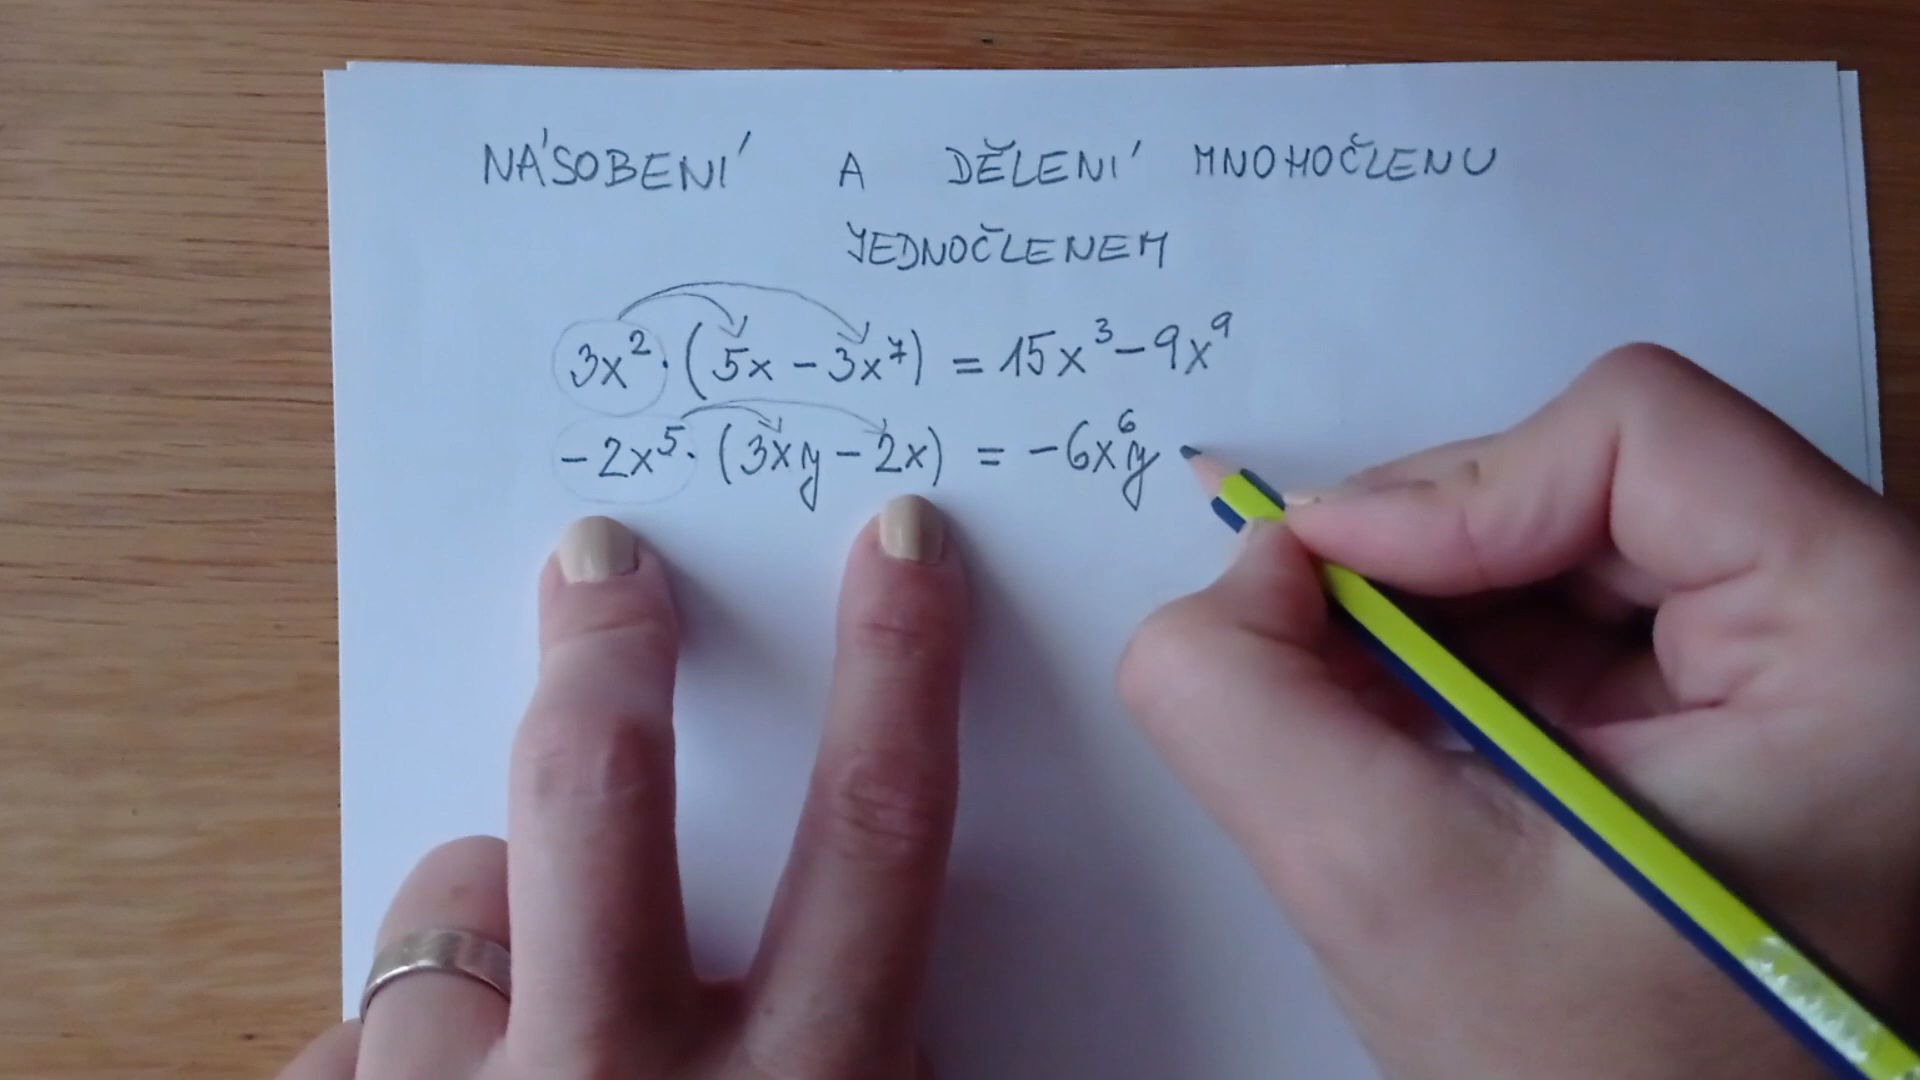 NÁSOBENÍ A DĚLENÍ MNOHOČLENU
JEDNOČLENEM
3x² · (5x − 3x⁷) = 15x³ − 9x⁹
−2x⁵ · (3xy − 2x) = −6x⁶y